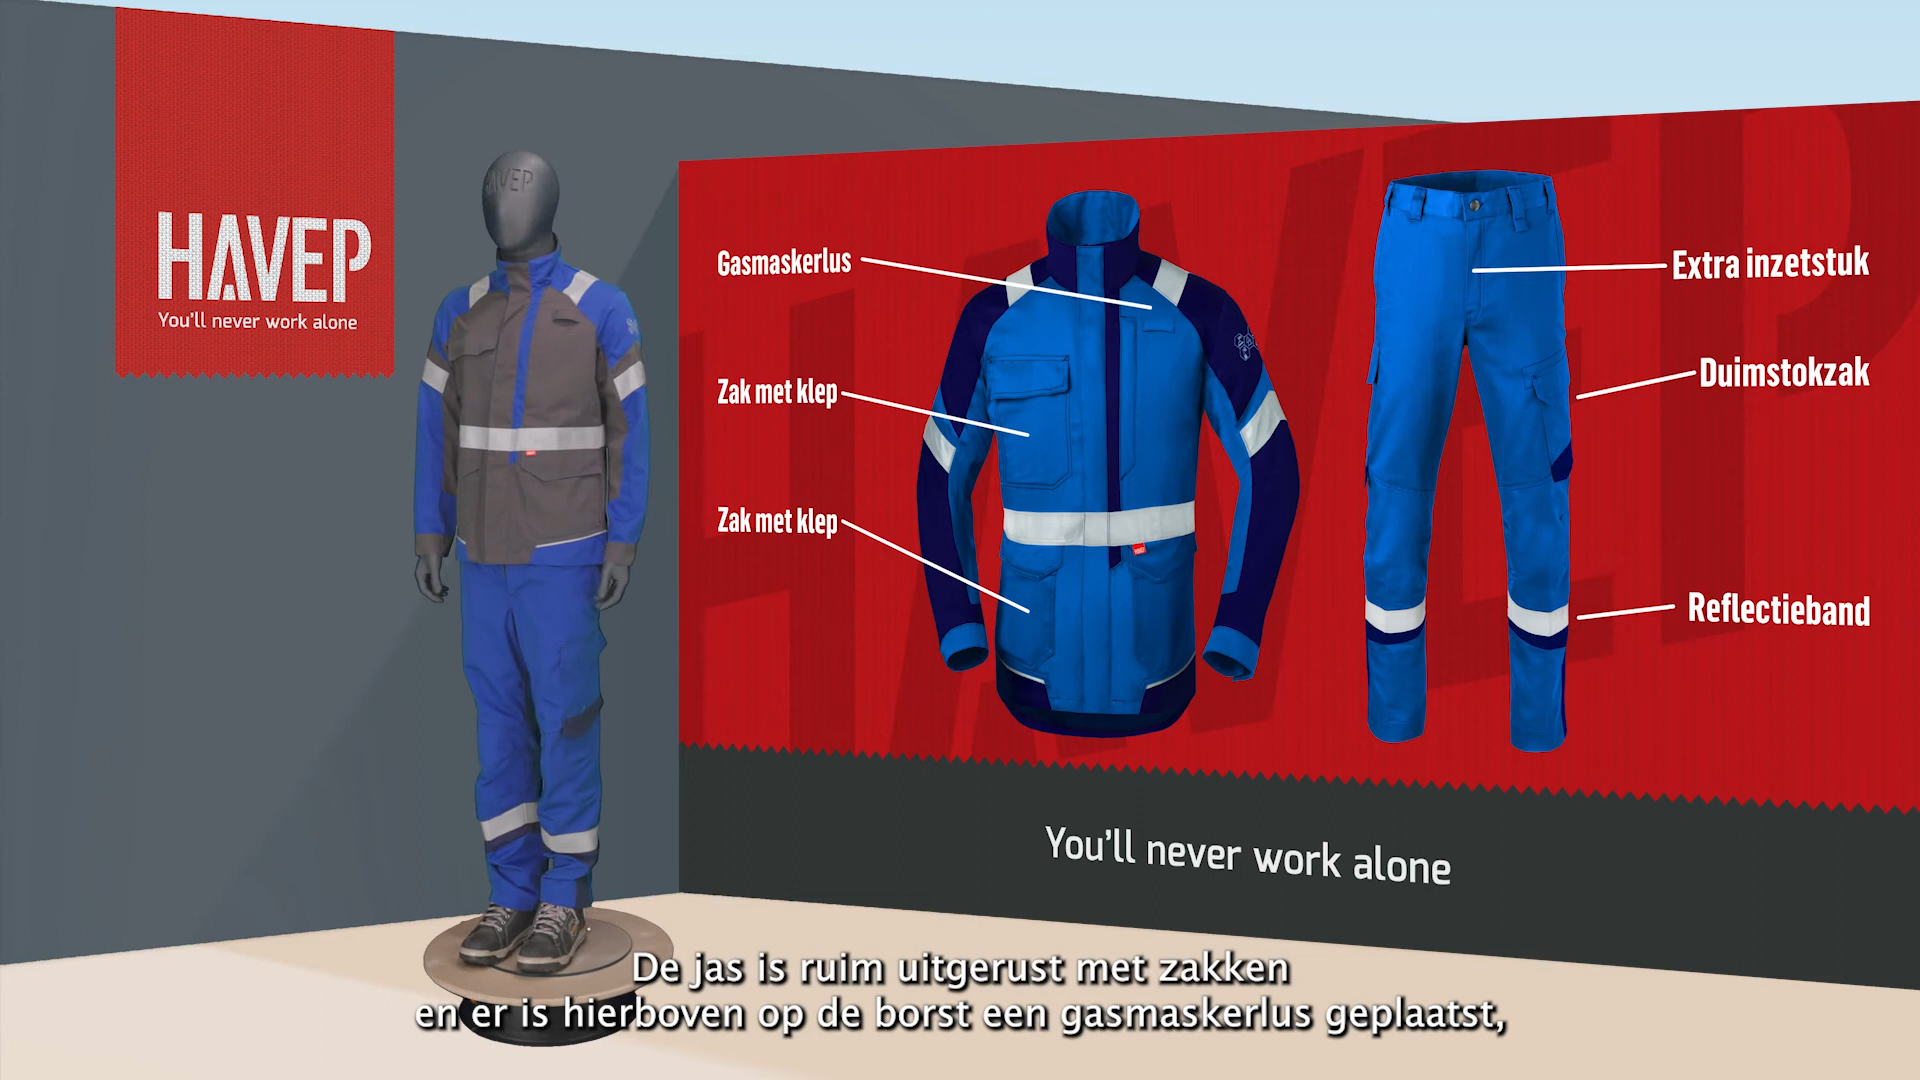 HAVEP
You'll never work alone
HAVEP
Gasmaskerlus
Zak met klep
Zak met klep
Extra inzetstuk
Duimstokzak
Reflectieband
HAVEP
You'll never work alone
De jas is ruim uitgerust met zakken
en er is hierboven op de borst een gasmaskerlus geplaatst,